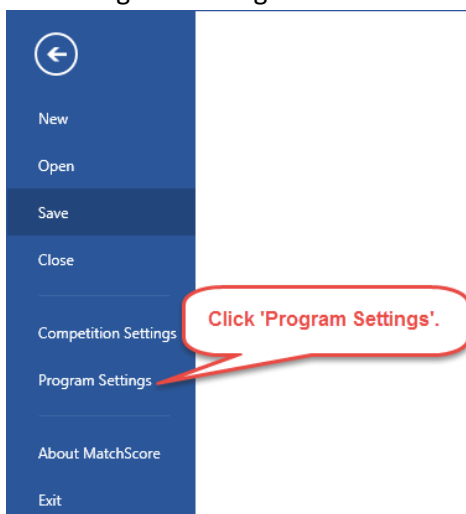 New
Open
Save
Close
Competition Settings
Click 'Program Settings'.
Program Settings
About MatchScore
Exit